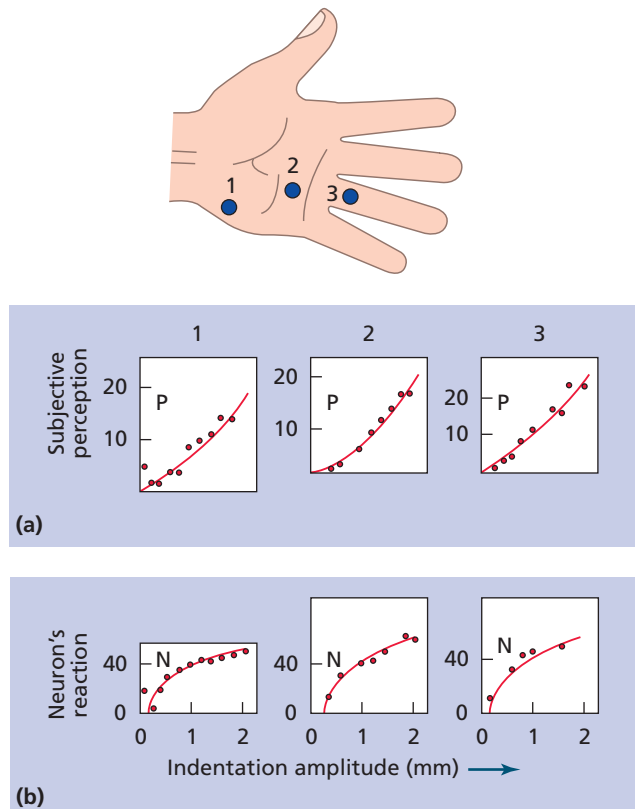 1
2
3
1 2 3
Subjective perception
20
10
P
20
10
P
20
10
P
(a)
Neuron's reaction
40
0
N
40
0
N
40
0
N
0 1 2 0 1 2 0 1 2
Indentation amplitude (mm)
(b)